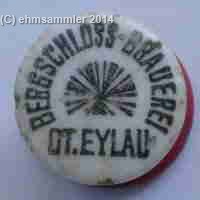 (c) ehmsammler 2014
BERGSCHLOSS-BRAUEREI
DT.EYLAU